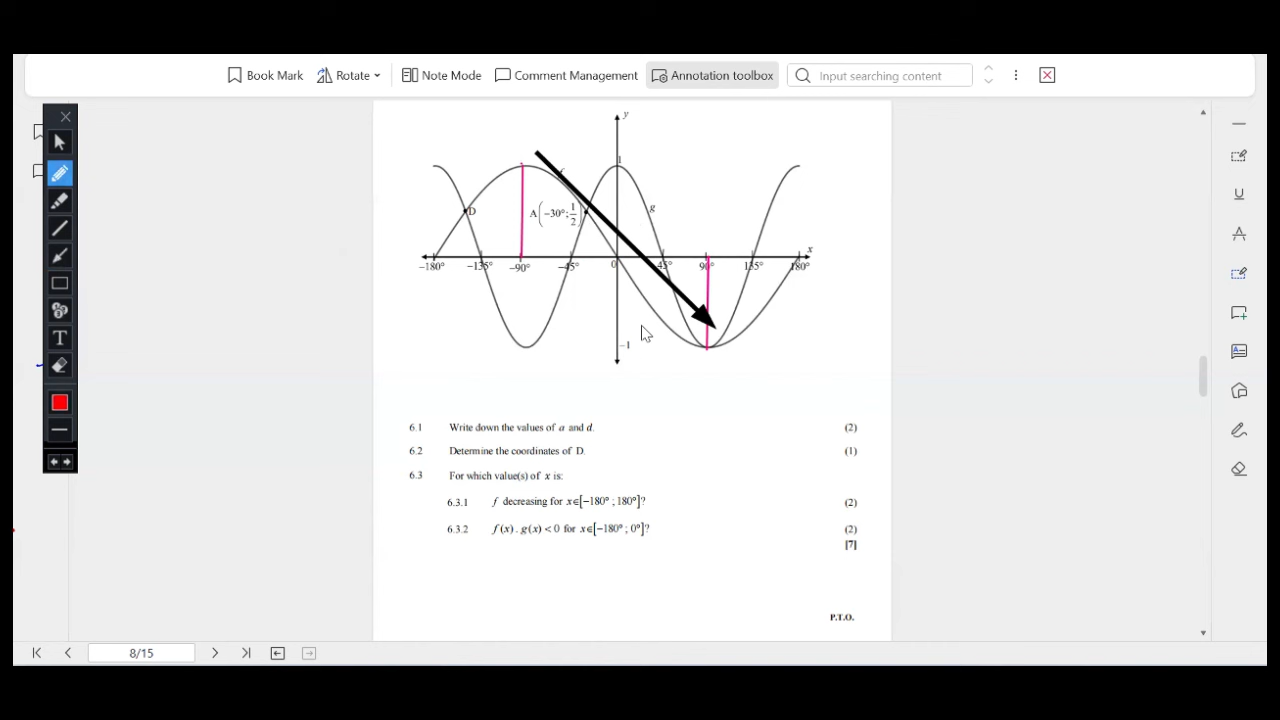 Book Mark Rotate Note Mode Comment Management Annotation toolbox Input searching content
y
1
f
g
D
A(−30°; 1/2)
x
−180° −135° −90° −45° 0 45° 90° 135° 180°
−1
6.1 Write down the values of a and d. (2)
6.2 Determine the coordinates of D. (1)
6.3 For which value(s) of x is:
6.3.1 f decreasing for x∈[−180° ; 180°]? (2)
6.3.2 f(x) . g(x) < 0 for x∈[−180° ; 0°]? (2)
[7]
P.T.O.
8/15